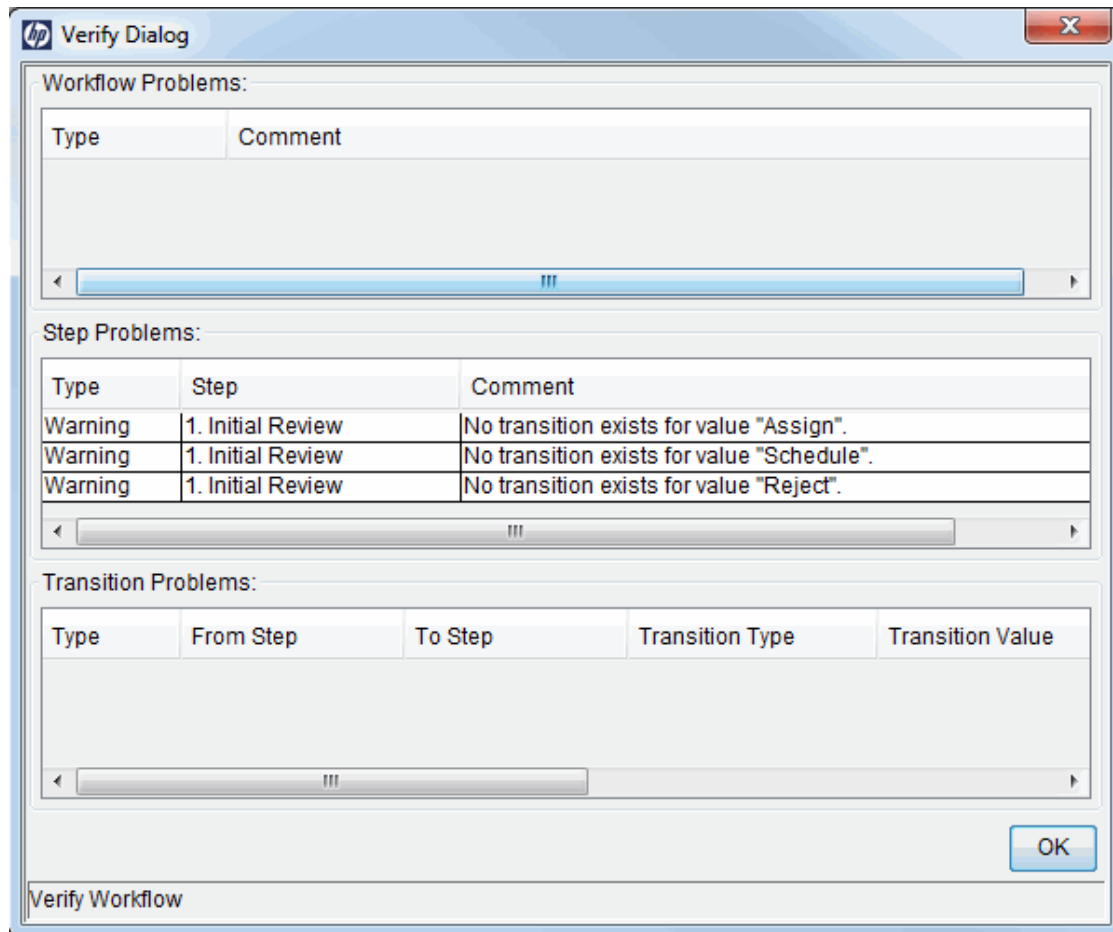 hp Verify Dialog X
Workflow Problems:
Type Comment
Step Problems:
Type Step Comment
Warning 1. Initial Review No transition exists for value "Assign".
Warning 1. Initial Review No transition exists for value "Schedule".
Warning 1. Initial Review No transition exists for value "Reject".
Transition Problems:
Type From Step To Step Transition Type Transition Value
OK
Verify Workflow